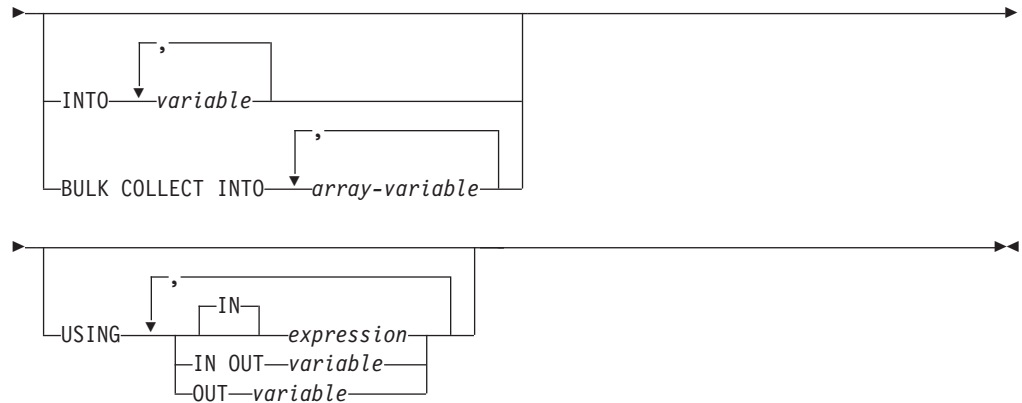 ,
INTO variable
,
BULK COLLECT INTO array-variable
,
IN
USING expression
IN OUT variable
OUT variable